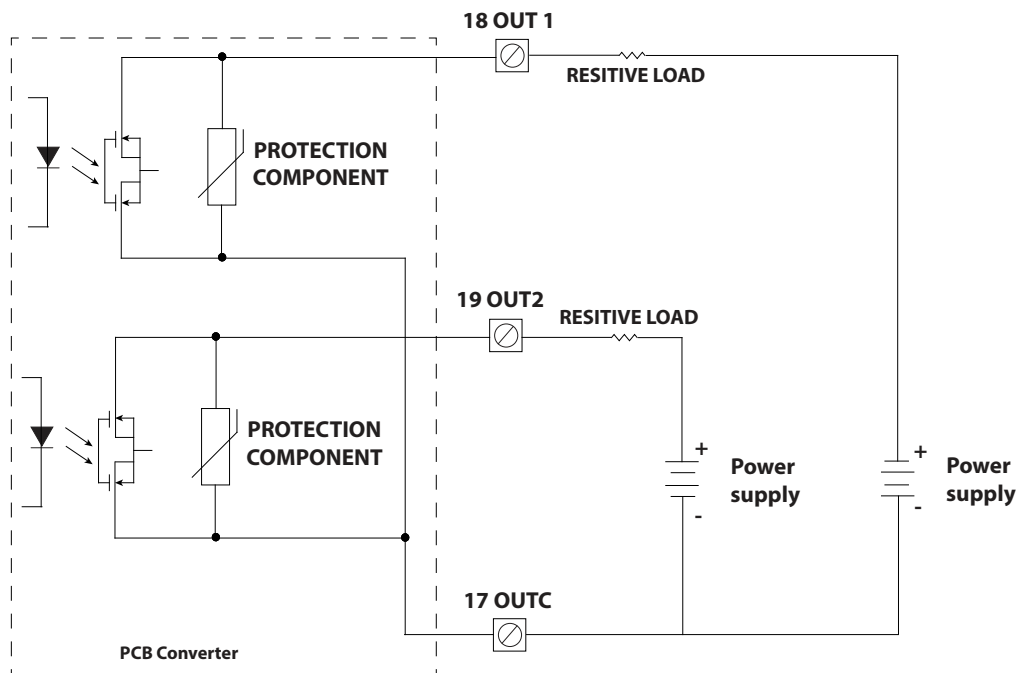 18 OUT 1
RESITIVE LOAD
PROTECTION
COMPONENT
19 OUT2
RESITIVE LOAD
PROTECTION
COMPONENT
+
Power
supply
-
+
Power
supply
-
17 OUTC
PCB Converter